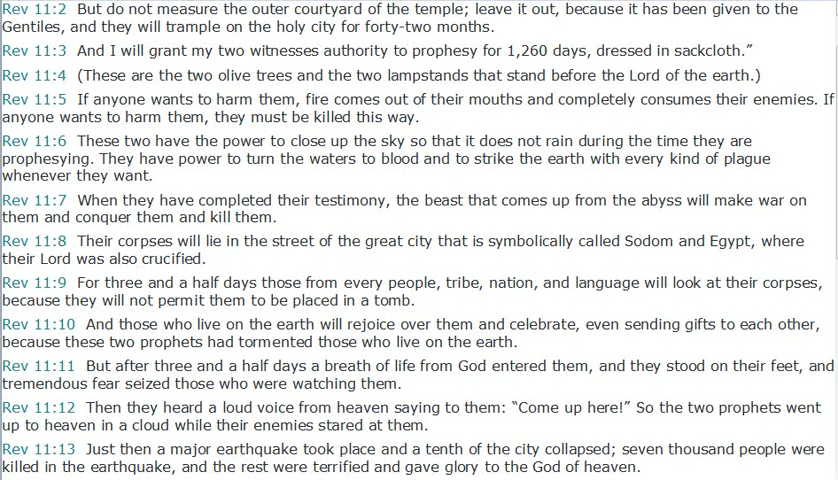 Rev 11:2 But do not measure the outer courtyard of the temple; leave it out, because it has been given to the
Gentiles, and they will trample on the holy city for forty-two months.
Rev 11:3 And I will grant my two witnesses authority to prophesy for 1,260 days, dressed in sackcloth.”
Rev 11:4 (These are the two olive trees and the two lampstands that stand before the Lord of the earth.)
Rev 11:5 If anyone wants to harm them, fire comes out of their mouths and completely consumes their enemies. If
anyone wants to harm them, they must be killed this way.
Rev 11:6 These two have the power to close up the sky so that it does not rain during the time they are
prophesying. They have power to turn the waters to blood and to strike the earth with every kind of plague
whenever they want.
Rev 11:7 When they have completed their testimony, the beast that comes up from the abyss will make war on
them and conquer them and kill them.
Rev 11:8 Their corpses will lie in the street of the great city that is symbolically called Sodom and Egypt, where
their Lord was also crucified.
Rev 11:9 For three and a half days those from every people, tribe, nation, and language will look at their corpses,
because they will not permit them to be placed in a tomb.
Rev 11:10 And those who live on the earth will rejoice over them and celebrate, even sending gifts to each other,
because these two prophets had tormented those who live on the earth.
Rev 11:11 But after three and a half days a breath of life from God entered them, and they stood on their feet, and
tremendous fear seized those who were watching them.
Rev 11:12 Then they heard a loud voice from heaven saying to them: “Come up here!” So the two prophets went
up to heaven in a cloud while their enemies stared at them.
Rev 11:13 Just then a major earthquake took place and a tenth of the city collapsed; seven thousand people were
killed in the earthquake, and the rest were terrified and gave glory to the God of heaven.